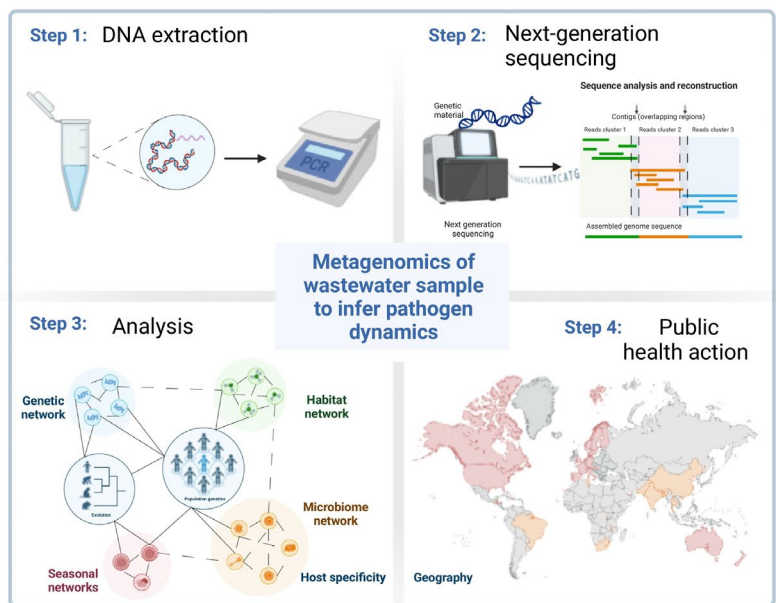 Step 1: DNA extraction
PCR
Step 2: Next-generation
sequencing
Sequence analysis and reconstruction
Genetic
material
Contigs (overlapping regions)
Reads cluster 1 Reads cluster 2 Reads cluster 3
ATATCATG
Next generation
sequencing
Assembled genome sequence
Metagenomics of
wastewater sample
to infer pathogen
dynamics
Step 3: Analysis
Genetic
network
Habitat
network
Evolution
Population genetics
Microbiome
network
Seasonal
networks
Host specificity
Step 4: Public
health action
Geography